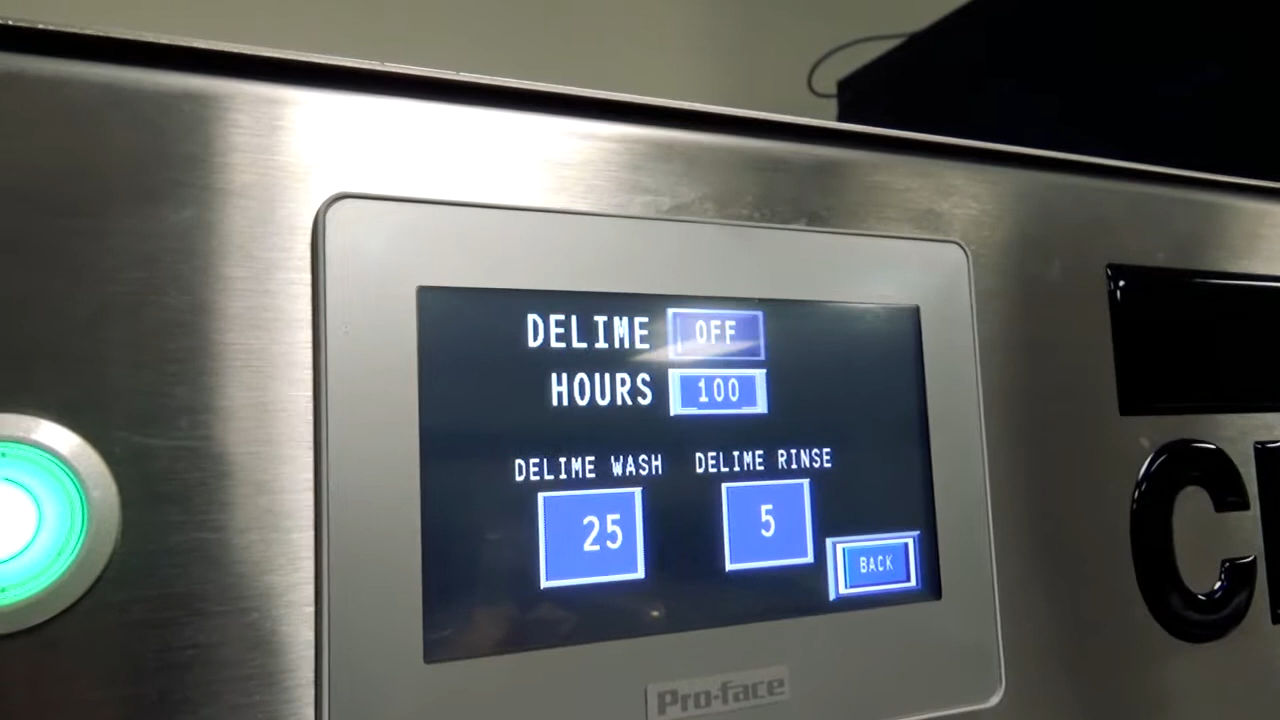 DELIME OFF
HOURS 100
DELIME WASH DELIME RINSE
25 5
BACK
Pro-face